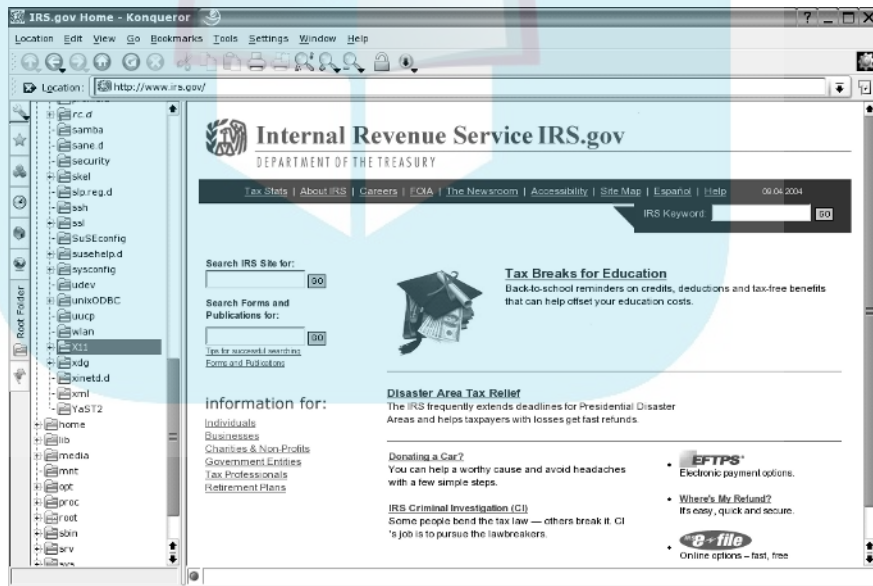 IRS.gov Home - Konqueror
Location Edit View Go Bookmarks Tools Settings Window Help
Location: http://www.irs.gov/
rc.d
samba
sane.d
security
skel
slp.reg.d
ssh
ssl
SuSEconfig
susehelp.d
sysconfig
udev
unixODBC
uucp
wlan
X11
xdg
xinetd.d
xml
YaST2
home
lib
media
mnt
opt
proc
root
sbin
srv
Root Folder
Internal Revenue Service IRS.gov
DEPARTMENT OF THE TREASURY
Tax Stats | About IRS | Careers | FOIA | The Newsroom | Accessibility | Site Map | Español | Help 09.04.2004
IRS Keyword: GO
Search IRS Site for:
GO
Search Forms and
Publications for:
GO
Tips for successful searching
Forms and Publications
information for:
Individuals
Businesses
Charities & Non-Profits
Government Entities
Tax Professionals
Retirement Plans
Tax Breaks for Education
Back-to-school reminders on credits, deductions and tax-free benefits
that can help offset your education costs.
Disaster Area Tax Relief
The IRS frequently extends deadlines for Presidential Disaster
Areas and helps taxpayers with losses get fast refunds.
Donating a Car?
You can help a worthy cause and avoid headaches
with a few simple steps.
IRS Criminal Investigation (CI)
Some people bend the tax law — others break it. CI
's job is to pursue the lawbreakers.
EFTPS
Electronic payment options.
Where's My Refund?
It's easy, quick and secure.
e-file
Online options – fast, free